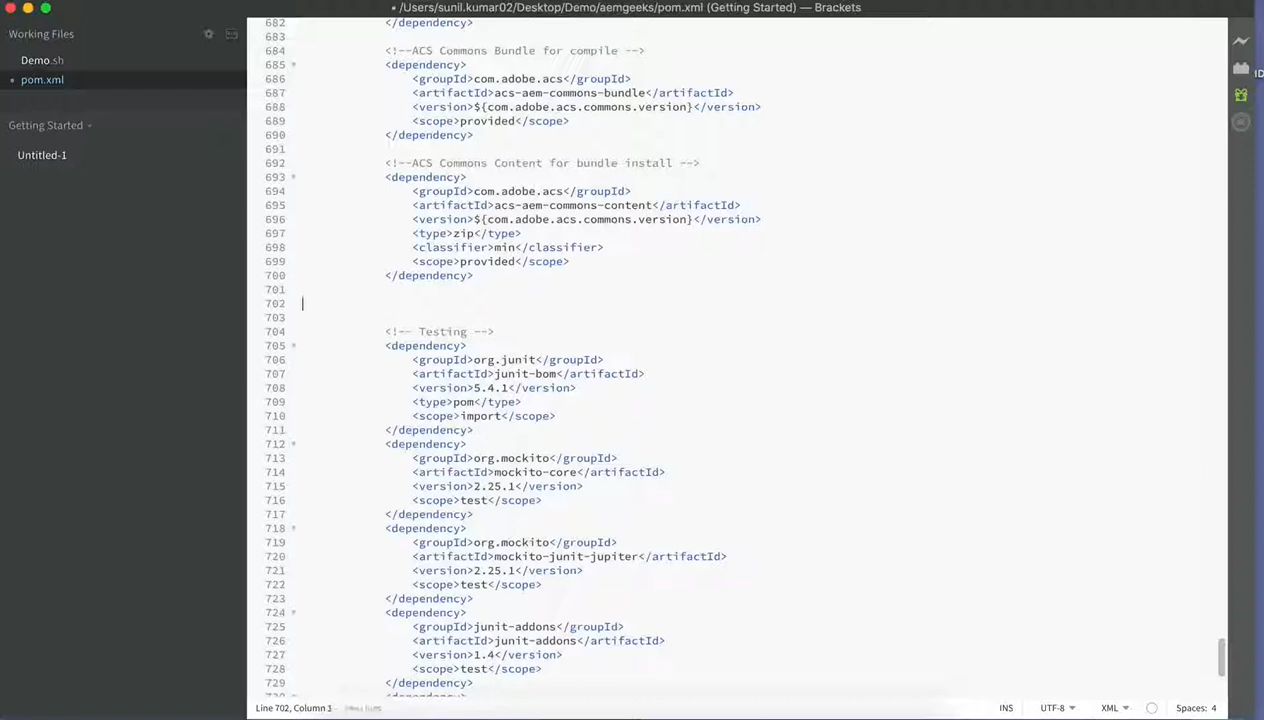 • /Users/sunil.kumar02/Desktop/Demo/aemgeeks/pom.xml (Getting Started) — Brackets
Working Files
Demo.sh
• pom.xml
Getting Started
Untitled-1
682 </dependency>
683
684 <!--ACS Commons Bundle for compile -->
685 <dependency>
686 <groupId>com.adobe.acs</groupId>
687 <artifactId>acs-aem-commons-bundle</artifactId>
688 <version>${com.adobe.acs.commons.version}</version>
689 <scope>provided</scope>
690 </dependency>
691
692 <!--ACS Commons Content for bundle install -->
693 <dependency>
694 <groupId>com.adobe.acs</groupId>
695 <artifactId>acs-aem-commons-content</artifactId>
696 <version>${com.adobe.acs.commons.version}</version>
697 <type>zip</type>
698 <classifier>min</classifier>
699 <scope>provided</scope>
700 </dependency>
701
702
703
704 <!-- Testing -->
705 <dependency>
706 <groupId>org.junit</groupId>
707 <artifactId>junit-bom</artifactId>
708 <version>5.4.1</version>
709 <type>pom</type>
710 <scope>import</scope>
711 </dependency>
712 <dependency>
713 <groupId>org.mockito</groupId>
714 <artifactId>mockito-core</artifactId>
715 <version>2.25.1</version>
716 <scope>test</scope>
717 </dependency>
718 <dependency>
719 <groupId>org.mockito</groupId>
720 <artifactId>mockito-junit-jupiter</artifactId>
721 <version>2.25.1</version>
722 <scope>test</scope>
723 </dependency>
724 <dependency>
725 <groupId>junit-addons</groupId>
726 <artifactId>junit-addons</artifactId>
727 <version>1.4</version>
728 <scope>test</scope>
729 </dependency>
Line 702, Column 1
INS UTF-8 XML Spaces: 4